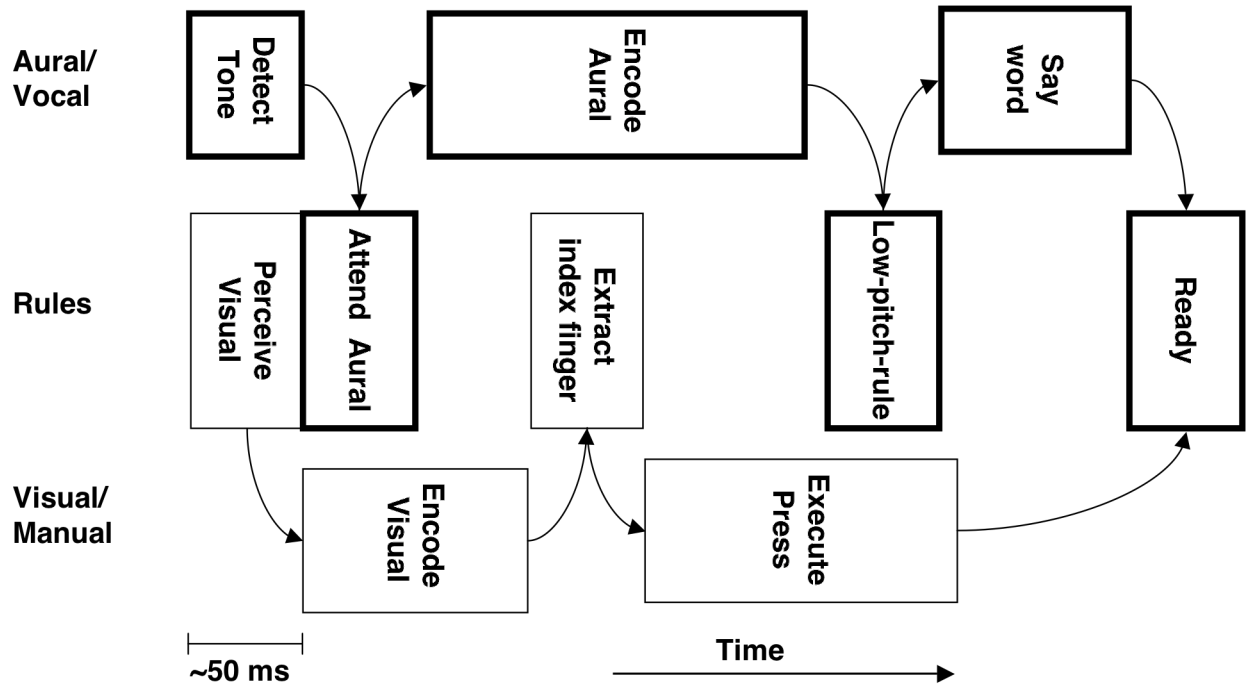 Aural/
Vocal
Detect
Tone
Encode
Aural
Say
word
Rules
Perceive
Visual
Attend Aural
Extract
index finger
Low-pitch-rule
Ready
Visual/
Manual
Encode
Visual
Execute
Press
~50 ms
Time